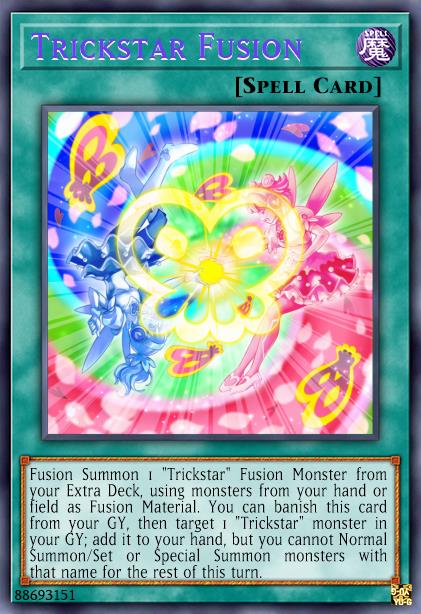 Trickstar Fusion
SPELL
魔
[Spell Card]
Fusion Summon 1 "Trickstar" Fusion Monster from
your Extra Deck, using monsters from your hand or
field as Fusion Material. You can banish this card
from your GY, then target 1 "Trickstar" monster in
your GY; add it to your hand, but you cannot Normal
Summon/Set or Special Summon monsters with
that name for the rest of this turn.
88693151